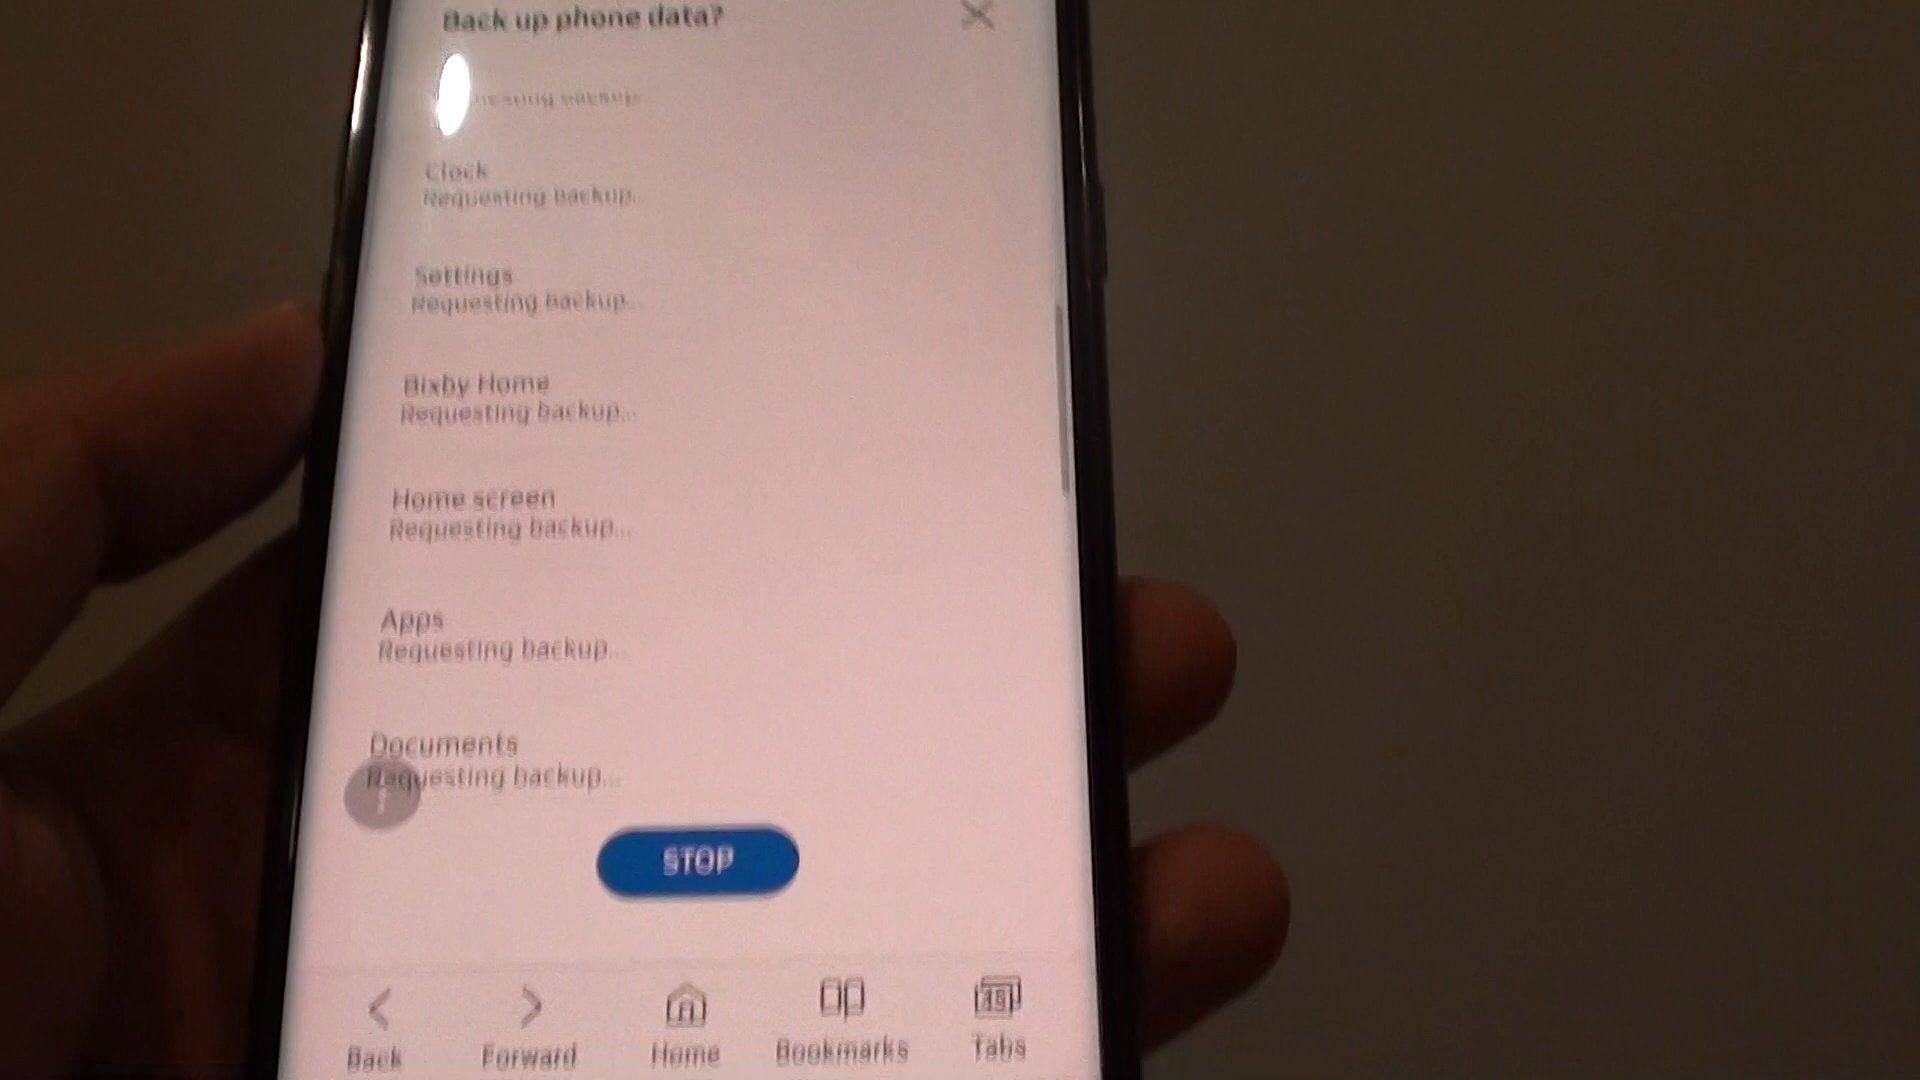 Back up phone data?
backup...
Clock
Requesting backup...
Settings
Requesting backup...
Bixby Home
Requesting backup...
Home screen
Requesting backup...
Apps
Requesting backup...
Documents
Requesting backup...
STOP
Back Forward Home Bookmarks Tabs